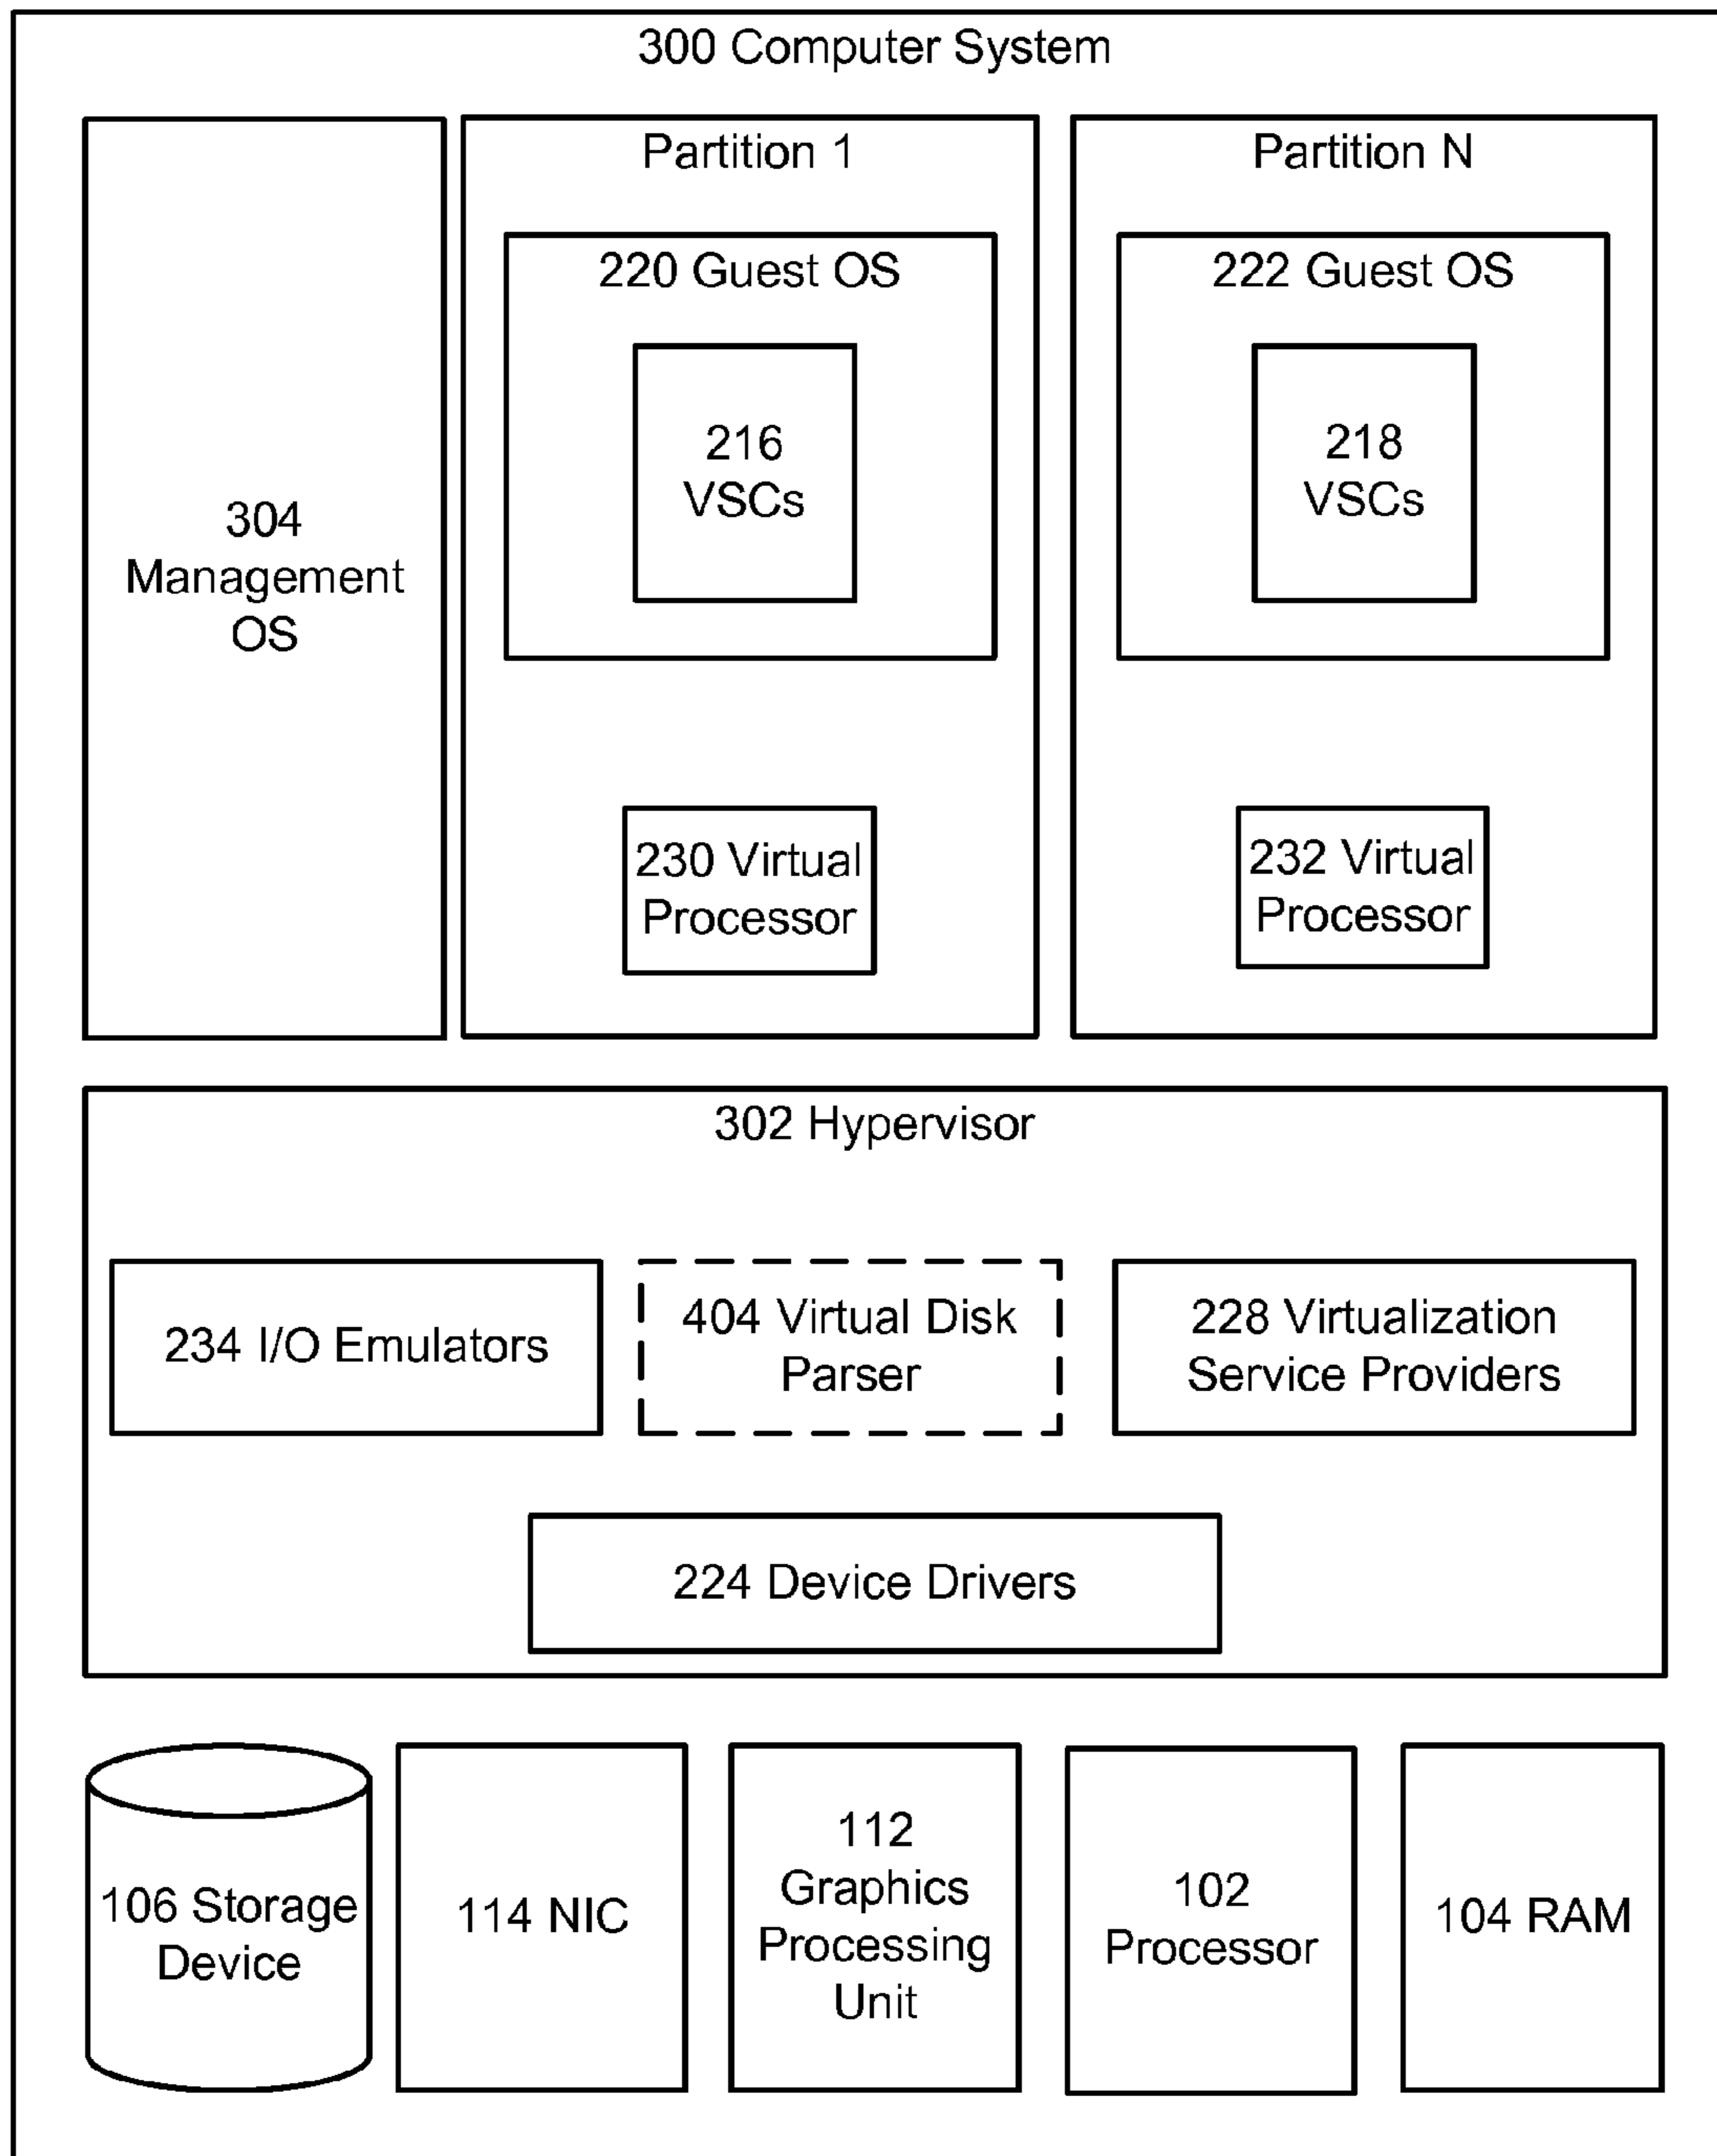 300 Computer System
304
Management
OS
Partition 1
220 Guest OS
216
VSCs
230 Virtual
Processor
Partition N
222 Guest OS
218
VSCs
232 Virtual
Processor
302 Hypervisor
234 I/O Emulators
404 Virtual Disk
Parser
228 Virtualization
Service Providers
224 Device Drivers
106 Storage
Device
114 NIC
112
Graphics
Processing
Unit
102
Processor
104 RAM